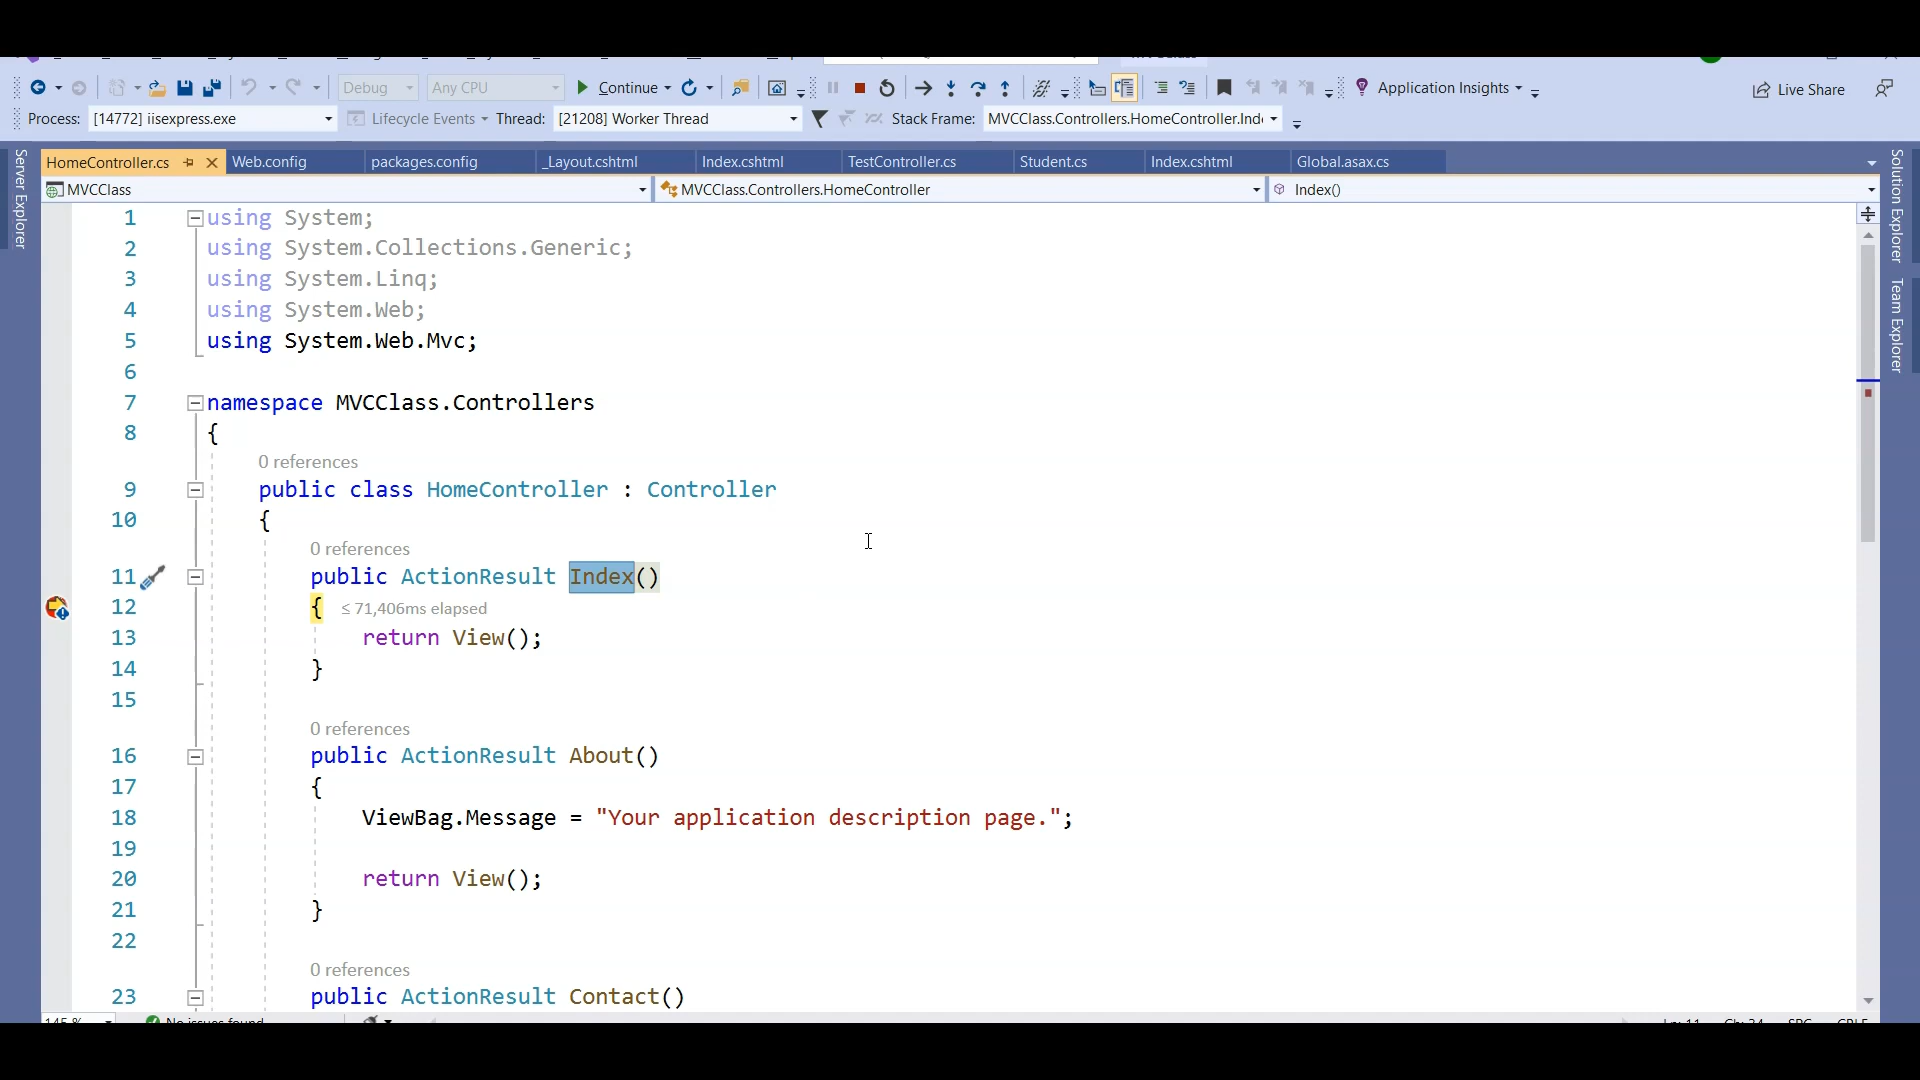 Debug Any CPU Continue Application Insights Live Share
Process: [14772] iisexpress.exe Lifecycle Events Thread: [21208] Worker Thread Stack Frame: MVCClass.Controllers.HomeController.Inde
HomeController.cs Web.config packages.config _Layout.cshtml Index.cshtml TestController.cs Student.cs Index.cshtml Global.asax.cs
MVCClass MVCClass.Controllers.HomeController Index()
Server Explorer
Solution Explorer
Team Explorer
1 using System;
2 using System.Collections.Generic;
3 using System.Linq;
4 using System.Web;
5 using System.Web.Mvc;
6
7 namespace MVCClass.Controllers
8 {
0 references
9 public class HomeController : Controller
10 {
0 references
11 public ActionResult Index()
12 { ≤ 71,406ms elapsed
13 return View();
14 }
15
0 references
16 public ActionResult About()
17 {
18 ViewBag.Message = "Your application description page.";
19
20 return View();
21 }
22
0 references
23 public ActionResult Contact()
145 % No issues found